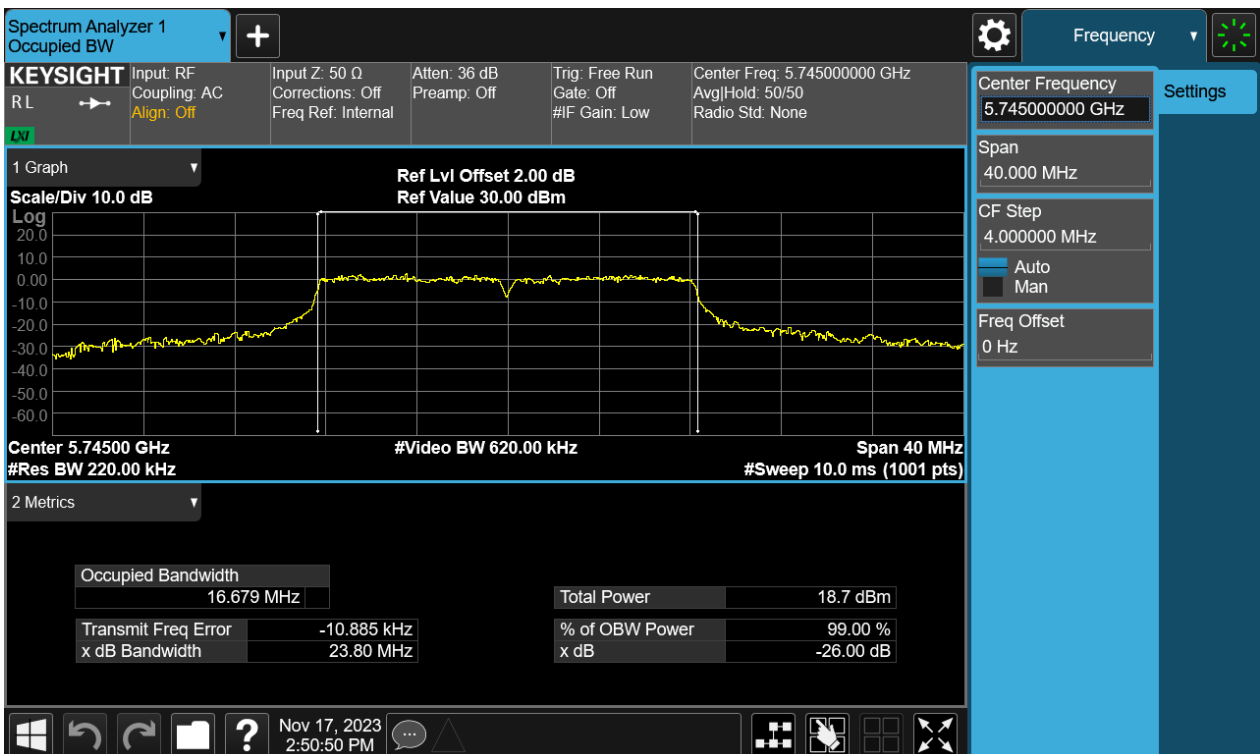 Spectrum Analyzer 1
Occupied BW
+
Frequency
KEYSIGHT
R L
LXI
Input: RF
Coupling: AC
Align: Off
Input Z: 50 Ω
Corrections: Off
Freq Ref: Internal
Atten: 36 dB
Preamp: Off
Trig: Free Run
Gate: Off
#IF Gain: Low
Center Freq: 5.745000000 GHz
Avg|Hold: 50/50
Radio Std: None
Center Frequency
5.745000000 GHz
Settings
Span
40.000 MHz
CF Step
4.000000 MHz
Auto
Man
Freq Offset
0 Hz
1 Graph
Ref Lvl Offset 2.00 dB
Scale/Div 10.0 dB
Ref Value 30.00 dBm
Log
20.0
10.0
0.00
-10.0
-20.0
-30.0
-40.0
-50.0
-60.0
Center 5.74500 GHz
#Video BW 620.00 kHz
Span 40 MHz
#Res BW 220.00 kHz
#Sweep 10.0 ms (1001 pts)
2 Metrics
Occupied Bandwidth
16.679 MHz
Total Power 18.7 dBm
Transmit Freq Error -10.885 kHz
% of OBW Power 99.00 %
x dB Bandwidth 23.80 MHz
x dB -26.00 dB
?
Nov 17, 2023
2:50:50 PM